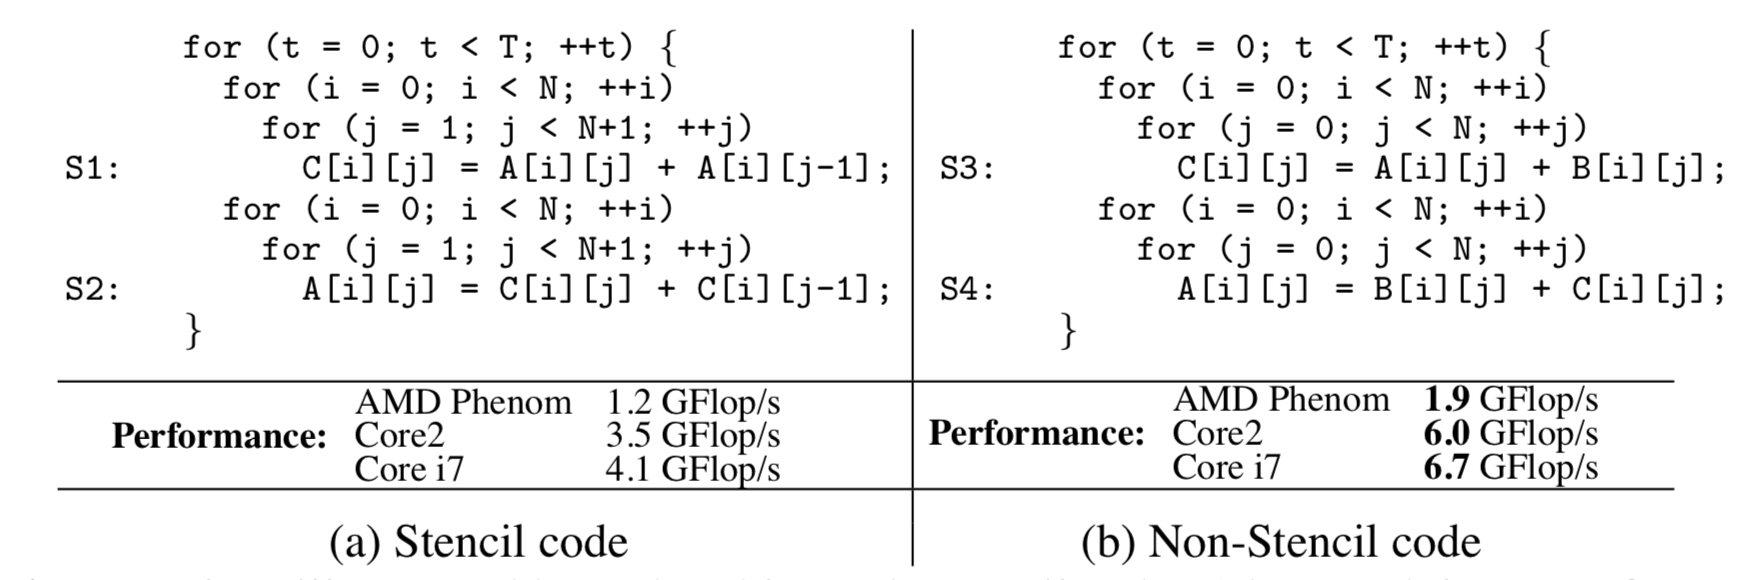 for (t = 0; t < T; ++t) {
for (i = 0; i < N; ++i)
for (j = 1; j < N+1; ++j)
S1: C[i][j] = A[i][j] + A[i][j-1];
for (i = 0; i < N; ++i)
for (j = 1; j < N+1; ++j)
S2: A[i][j] = C[i][j] + C[i][j-1];
}
Performance:
AMD Phenom 1.2 GFlop/s
Core2 3.5 GFlop/s
Core i7 4.1 GFlop/s
(a) Stencil code
for (t = 0; t < T; ++t) {
for (i = 0; i < N; ++i)
for (j = 0; j < N; ++j)
S3: C[i][j] = A[i][j] + B[i][j];
for (i = 0; i < N; ++i)
for (j = 0; j < N; ++j)
S4: A[i][j] = B[i][j] + C[i][j];
}
Performance:
AMD Phenom 1.9 GFlop/s
Core2 6.0 GFlop/s
Core i7 6.7 GFlop/s
(b) Non-Stencil code